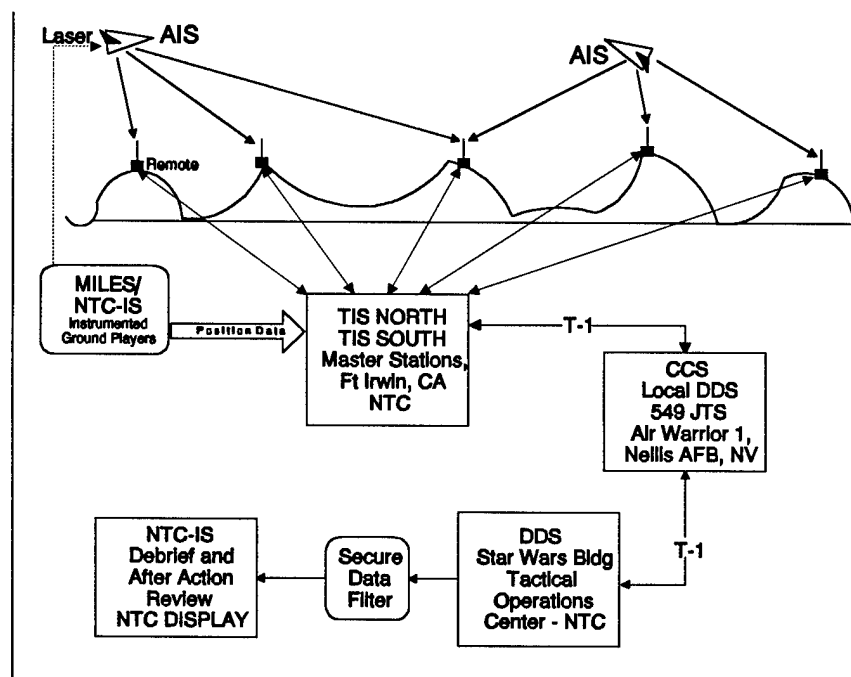 Laser
AIS
AIS
Remote
MILES/
NTC-IS
Instrumented
Ground Players
Position Data
TIS NORTH
TIS SOUTH
Master Stations,
Ft Irwin, CA
NTC
T-1
CCS
Local DDS
549 JTS
Air Warrior 1,
Nellis AFB, NV
T-1
NTC-IS
Debrief and
After Action
Review
NTC DISPLAY
Secure
Data
Filter
DDS
Star Wars Bldg
Tactical
Operations
Center - NTC